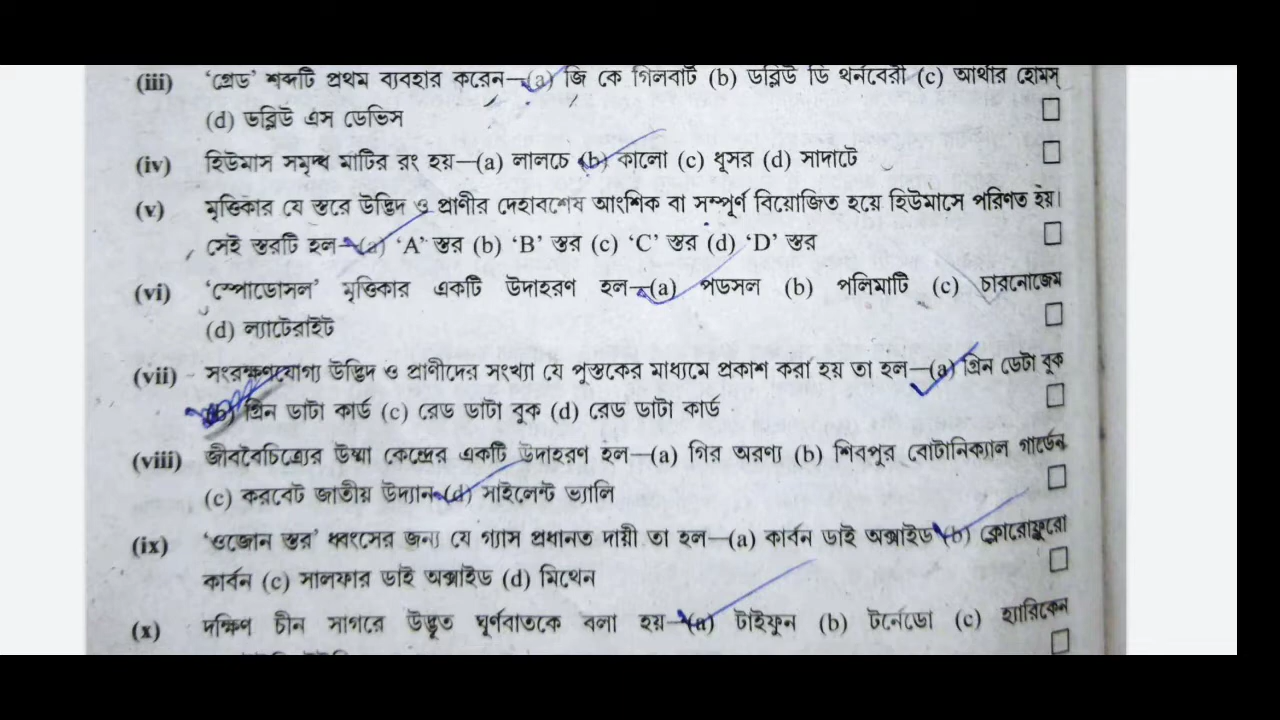 (iii) 'গ্রেড' শব্দটি প্রথম ব্যবহার করেন—(a) জি কে গিলবার্ট (b) ডব্লিউ ডি থর্নবেরী (c) আর্থার হোমস্
(d) ডব্লিউ এস ডেভিস
(iv) হিউমাস সমৃদ্ধ মাটির রং হয়—(a) লালচে (b) কালো (c) ধূসর (d) সাদাটে
(v) মৃত্তিকার যে স্তরে উদ্ভিদ ও প্রাণীর দেহাবশেষ আংশিক বা সম্পূর্ণ বিয়োজিত হয়ে হিউমাসে পরিণত হয়।
সেই স্তরটি হল—(a) 'A' স্তর (b) 'B' স্তর (c) 'C' স্তর (d) 'D' স্তর
(vi) 'স্পোডোসল' মৃত্তিকার একটি উদাহরণ হল—(a) পডসল (b) পলিমাটি (c) চারনোজেম
(d) ল্যাটেরাইট
(vii) সংরক্ষণযোগ্য উদ্ভিদ ও প্রাণীদের সংখ্যা যে পুস্তকের মাধ্যমে প্রকাশ করা হয় তা হল—(a) গ্রিন ডেটা বুক
(b) গ্রিন ডাটা কার্ড (c) রেড ডাটা বুক (d) রেড ডাটা কার্ড
(viii) জীববৈচিত্র্যের উষ্ণ কেন্দ্রের একটি উদাহরণ হল—(a) গির অরণ্য (b) শিবপুর বোটানিক্যাল গার্ডেন
(c) করবেট জাতীয় উদ্যান (d) সাইলেন্ট ভ্যালি
(ix) 'ওজোন স্তর' ধ্বংসের জন্য যে গ্যাস প্রধানত দায়ী তা হল—(a) কার্বন ডাই অক্সাইড (b) ক্লোরোফ্লুরো
কার্বন (c) সালফার ডাই অক্সাইড (d) মিথেন
(x) দক্ষিণ চীন সাগরে উদ্ভূত ঘূর্ণবাতকে বলা হয়—(a) টাইফুন (b) টর্নেডো (c) হ্যারিকেন